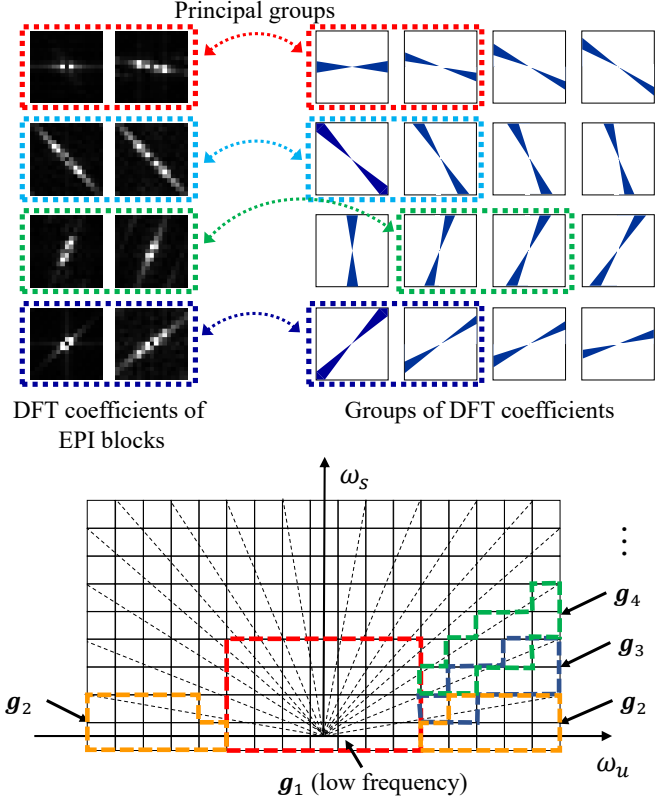 Principal groups
DFT coefficients of
EPI blocks
Groups of DFT coefficients
ω_s
⋮
g_4
g_3
g_2
g_2
ω_u
g_1 (low frequency)